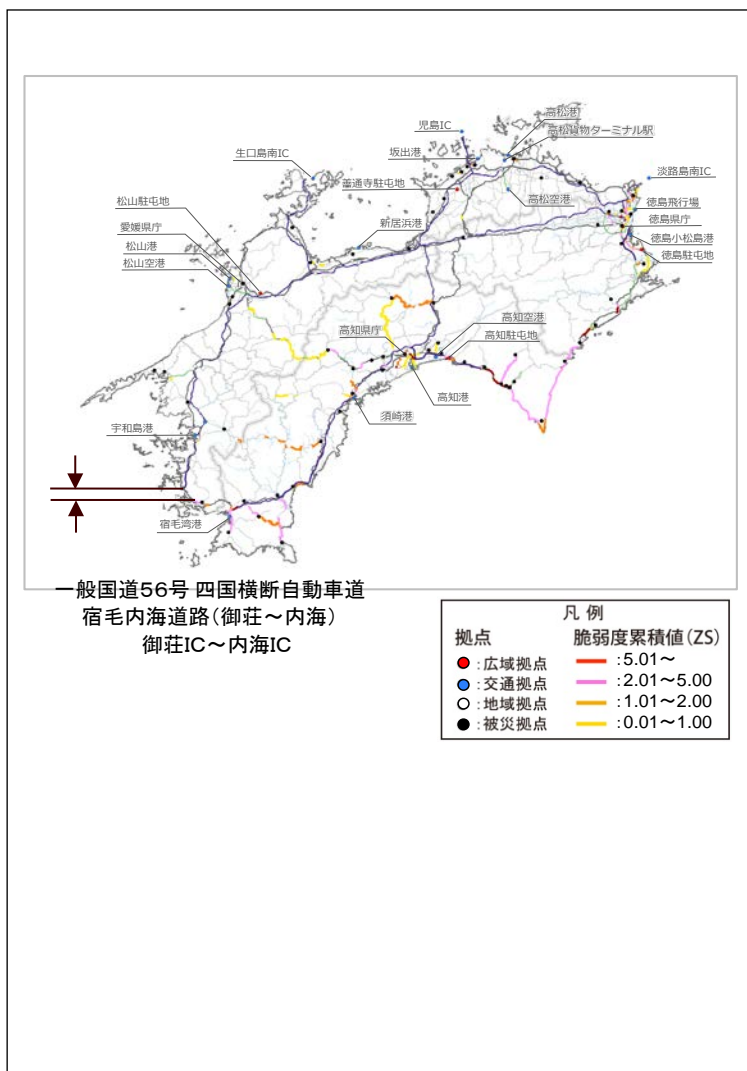 高松港
児島IC
高松貨物ターミナル駅
坂出港
生口島南IC
淡路島南IC
善通寺駐屯地
徳島飛行場
松山駐屯地
高松空港
徳島県庁
愛媛県庁
新居浜港
徳島小松島港
松山港
徳島駐屯地
松山空港
高知空港
高知県庁
高知駐屯地
高知港
須崎港
宇和島港
宿毛湾港
一般国道56号 四国横断自動車道
宿毛内海道路(御荘～内海)
御荘IC～内海IC
凡 例
拠点 脆弱度累積値(ZS)
:広域拠点 :5.01～
:交通拠点 :2.01～5.00
:地域拠点 :1.01～2.00
:被災拠点 :0.01～1.00